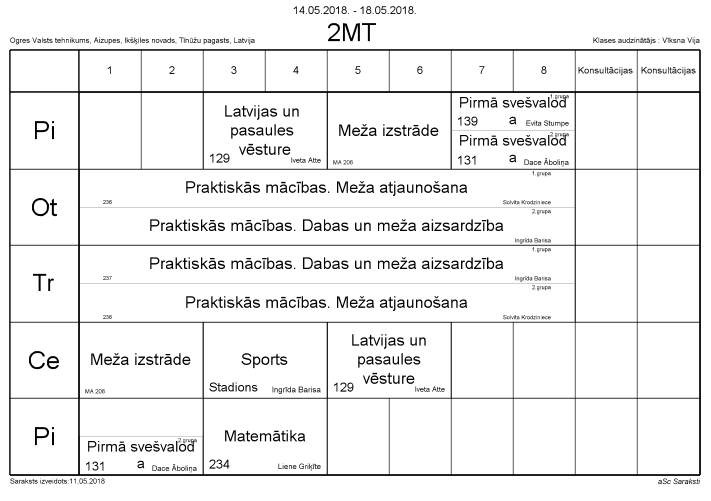 14.05.2018. - 18.05.2018.
Ogres Valsts tehnikums, Aizupes, Ikšķiles novads, Tīnūžu pagasts, Latvija
2MT
Klases audzinātājs : Vīksna Vija
1 2 3 4 5 6 7 8 Konsultācijas Konsultācijas
Pi
Latvijas un
pasaules
vēsture
129 Iveta Atte
Meža izstrāde
MA 206
1.grupa
Pirmā svešvalod
139 a Evita Stumpe
2.grupa
Pirmā svešvalod
131 a Dace Āboliņa
Ot
1.grupa
Praktiskās mācības. Meža atjaunošana
236 Solvita Krodziniece
2.grupa
Praktiskās mācības. Dabas un meža aizsardzība
Ingrīda Barisa
Tr
1.grupa
Praktiskās mācības. Dabas un meža aizsardzība
237 Ingrīda Barisa
2.grupa
Praktiskās mācības. Meža atjaunošana
236 Solvita Krodziniece
Ce
Meža izstrāde
MA 206
Sports
Stadions Ingrīda Barisa
Latvijas un
pasaules
vēsture
129 Iveta Atte
Pi
2.grupa
Pirmā svešvalod
131 a Dace Āboliņa
Matemātika
234 Liene Griķīte
Saraksts izveidots:11.05.2018
aSc Saraksti